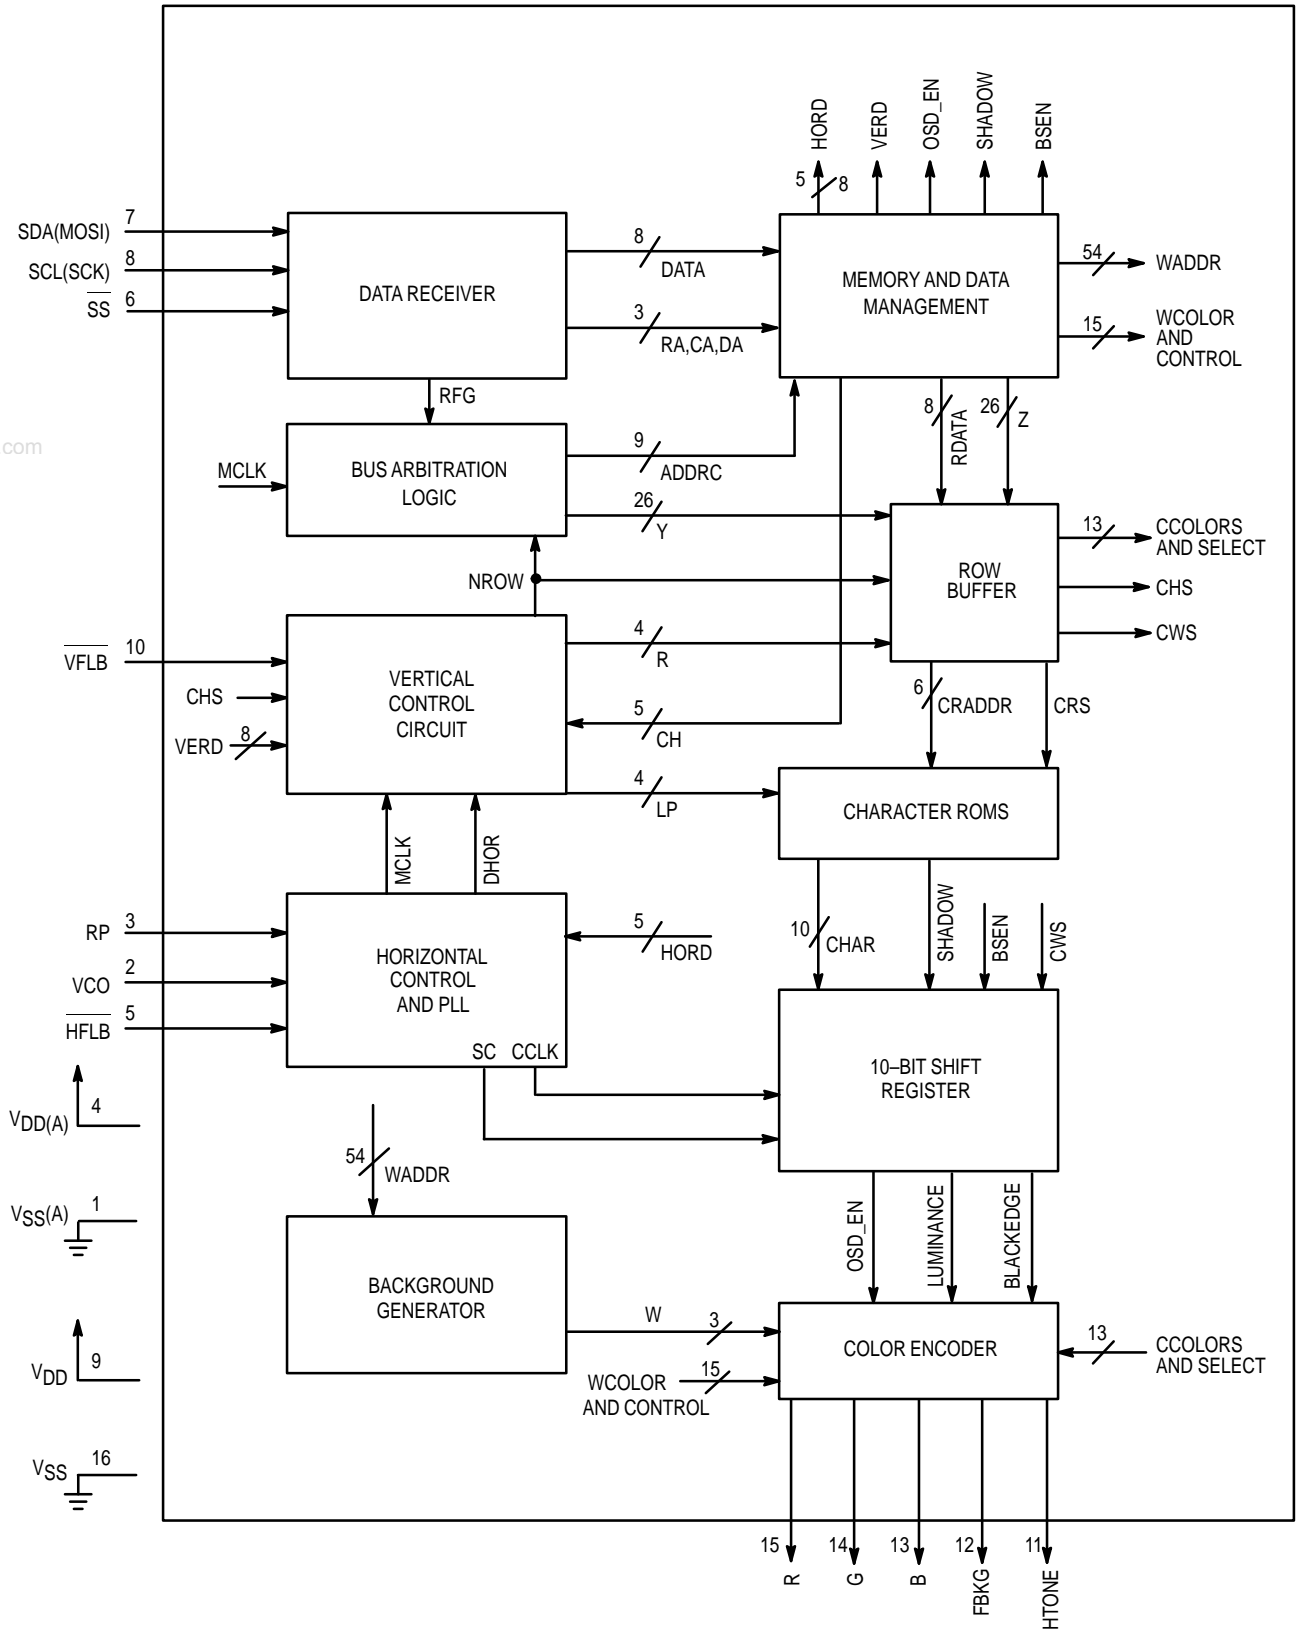 HORD
VERD
OSD_EN
SHADOW
BSEN
5
8
SDA(MOSI)
7
SCL(SCK)
8
SS
6
DATA RECEIVER
8
DATA
3
RA,CA,DA
MEMORY AND DATA
MANAGEMENT
54
WADDR
15
WCOLOR
AND
CONTROL
RFG
8
RDATA
26
Z
.com
MCLK
BUS ARBITRATION
LOGIC
9
ADDRC
26
Y
NROW
ROW
BUFFER
13
CCOLORS
AND SELECT
CHS
CWS
VFLB
10
CHS
VERD
8
VERTICAL
CONTROL
CIRCUIT
4
R
5
CH
4
LP
6
CRADDR
CRS
CHARACTER ROMS
MCLK
DHOR
10
CHAR
SHADOW
BSEN
CWS
RP
3
VCO
2
HFLB
5
HORIZONTAL
CONTROL
AND PLL
SC
CCLK
5
HORD
10–BIT SHIFT
REGISTER
VDD(A)
4
54
WADDR
VSS(A)
1
OSD_EN
LUMINANCE
BLACKEDGE
BACKGROUND
GENERATOR
W
3
COLOR ENCODER
13
CCOLORS
AND SELECT
VDD
9
WCOLOR
AND CONTROL
15
VSS
16
15
14
13
12
11
R
G
B
FBKG
HTONE